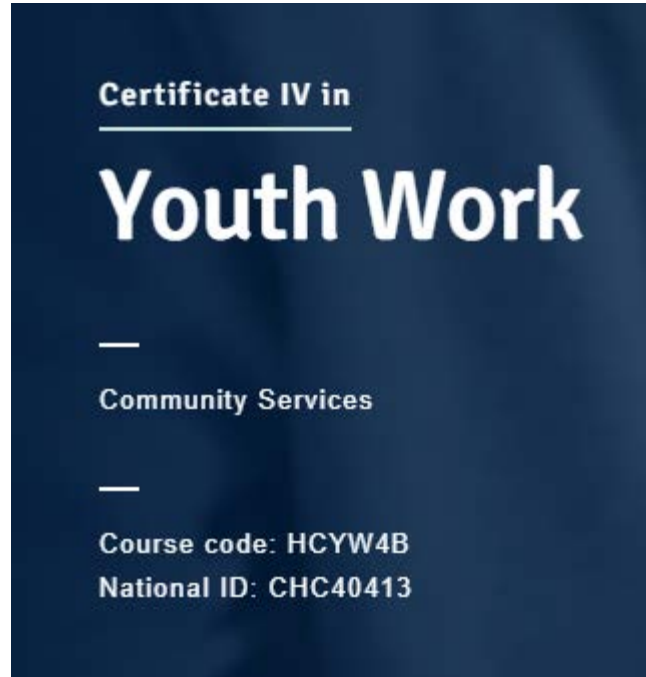 Certificate IV in
Youth Work
Community Services
Course code: HCYW4B
National ID: CHC40413